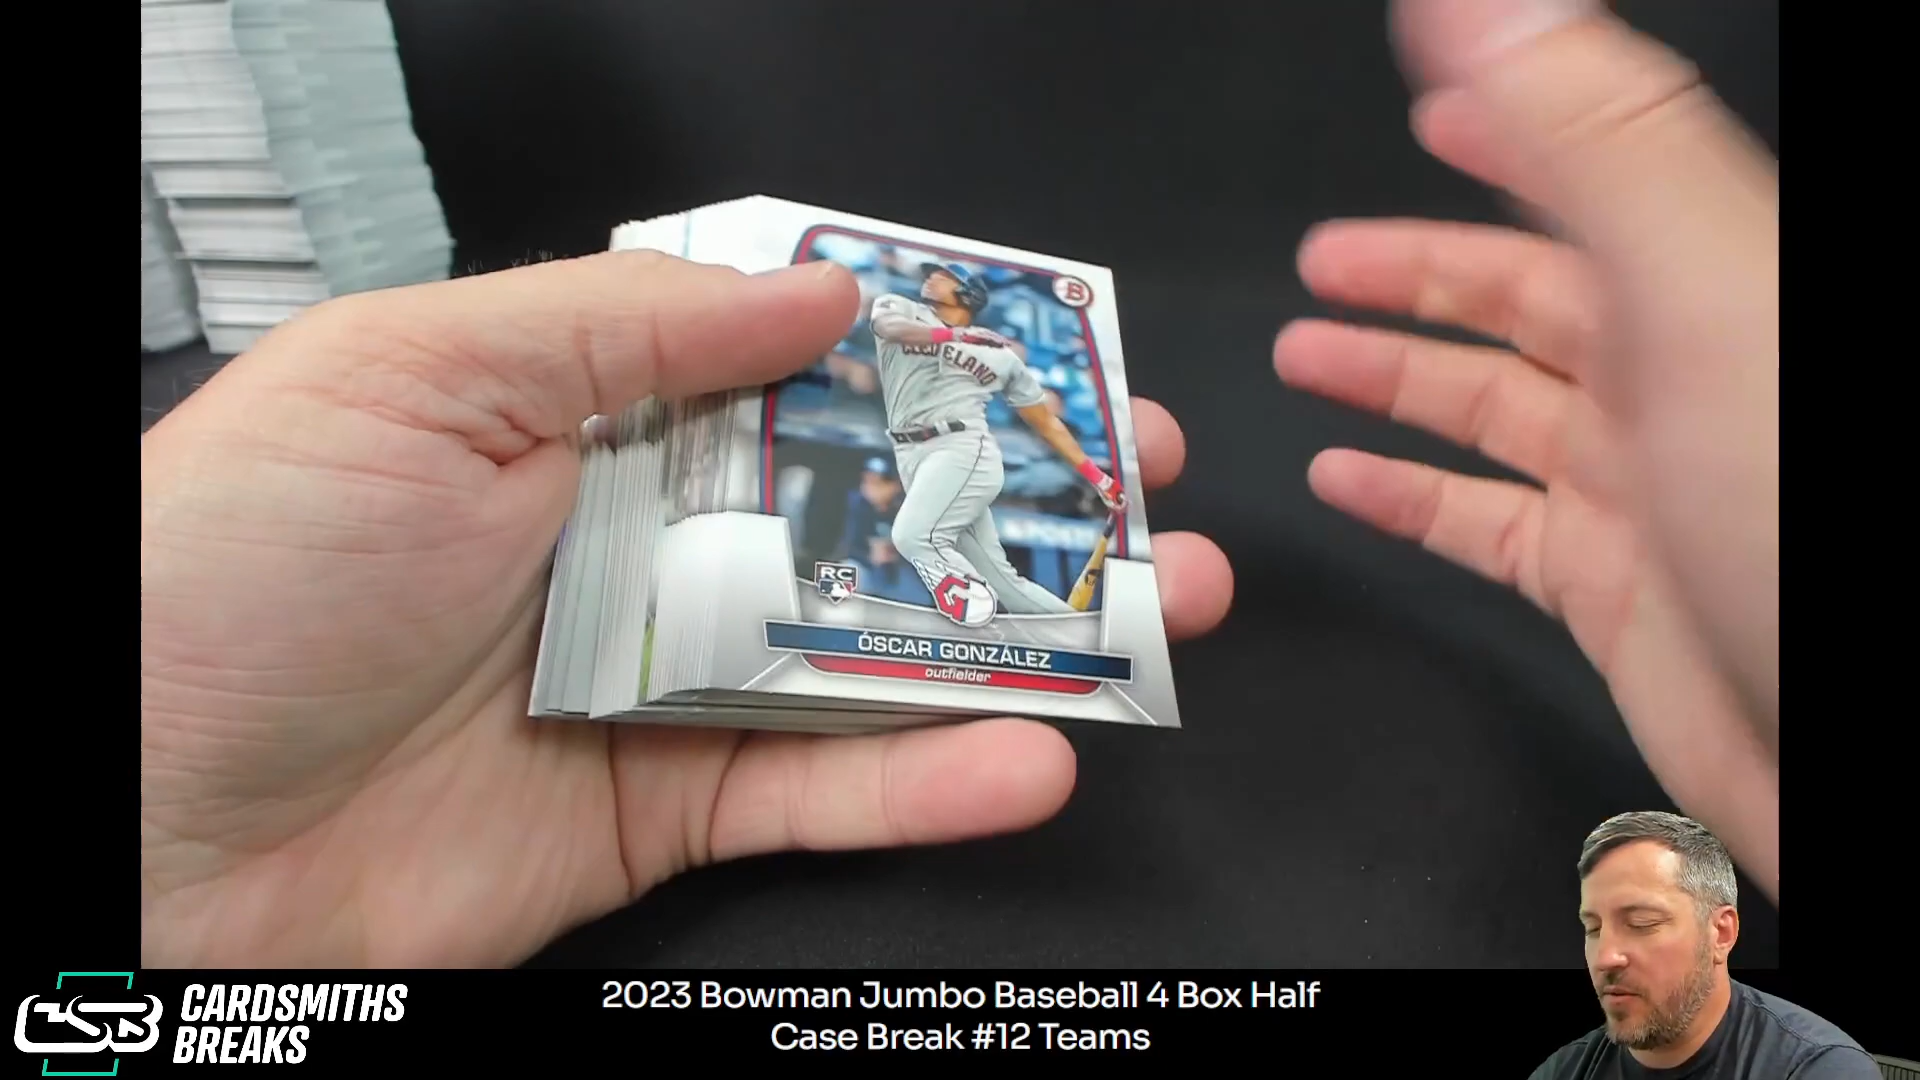 B
CLEVELAND
RC
ÓSCAR GONZÁLEZ
outfielder
CSB
CARDSMITHS
BREAKS
2023 Bowman Jumbo Baseball 4 Box Half
Case Break #12 Teams